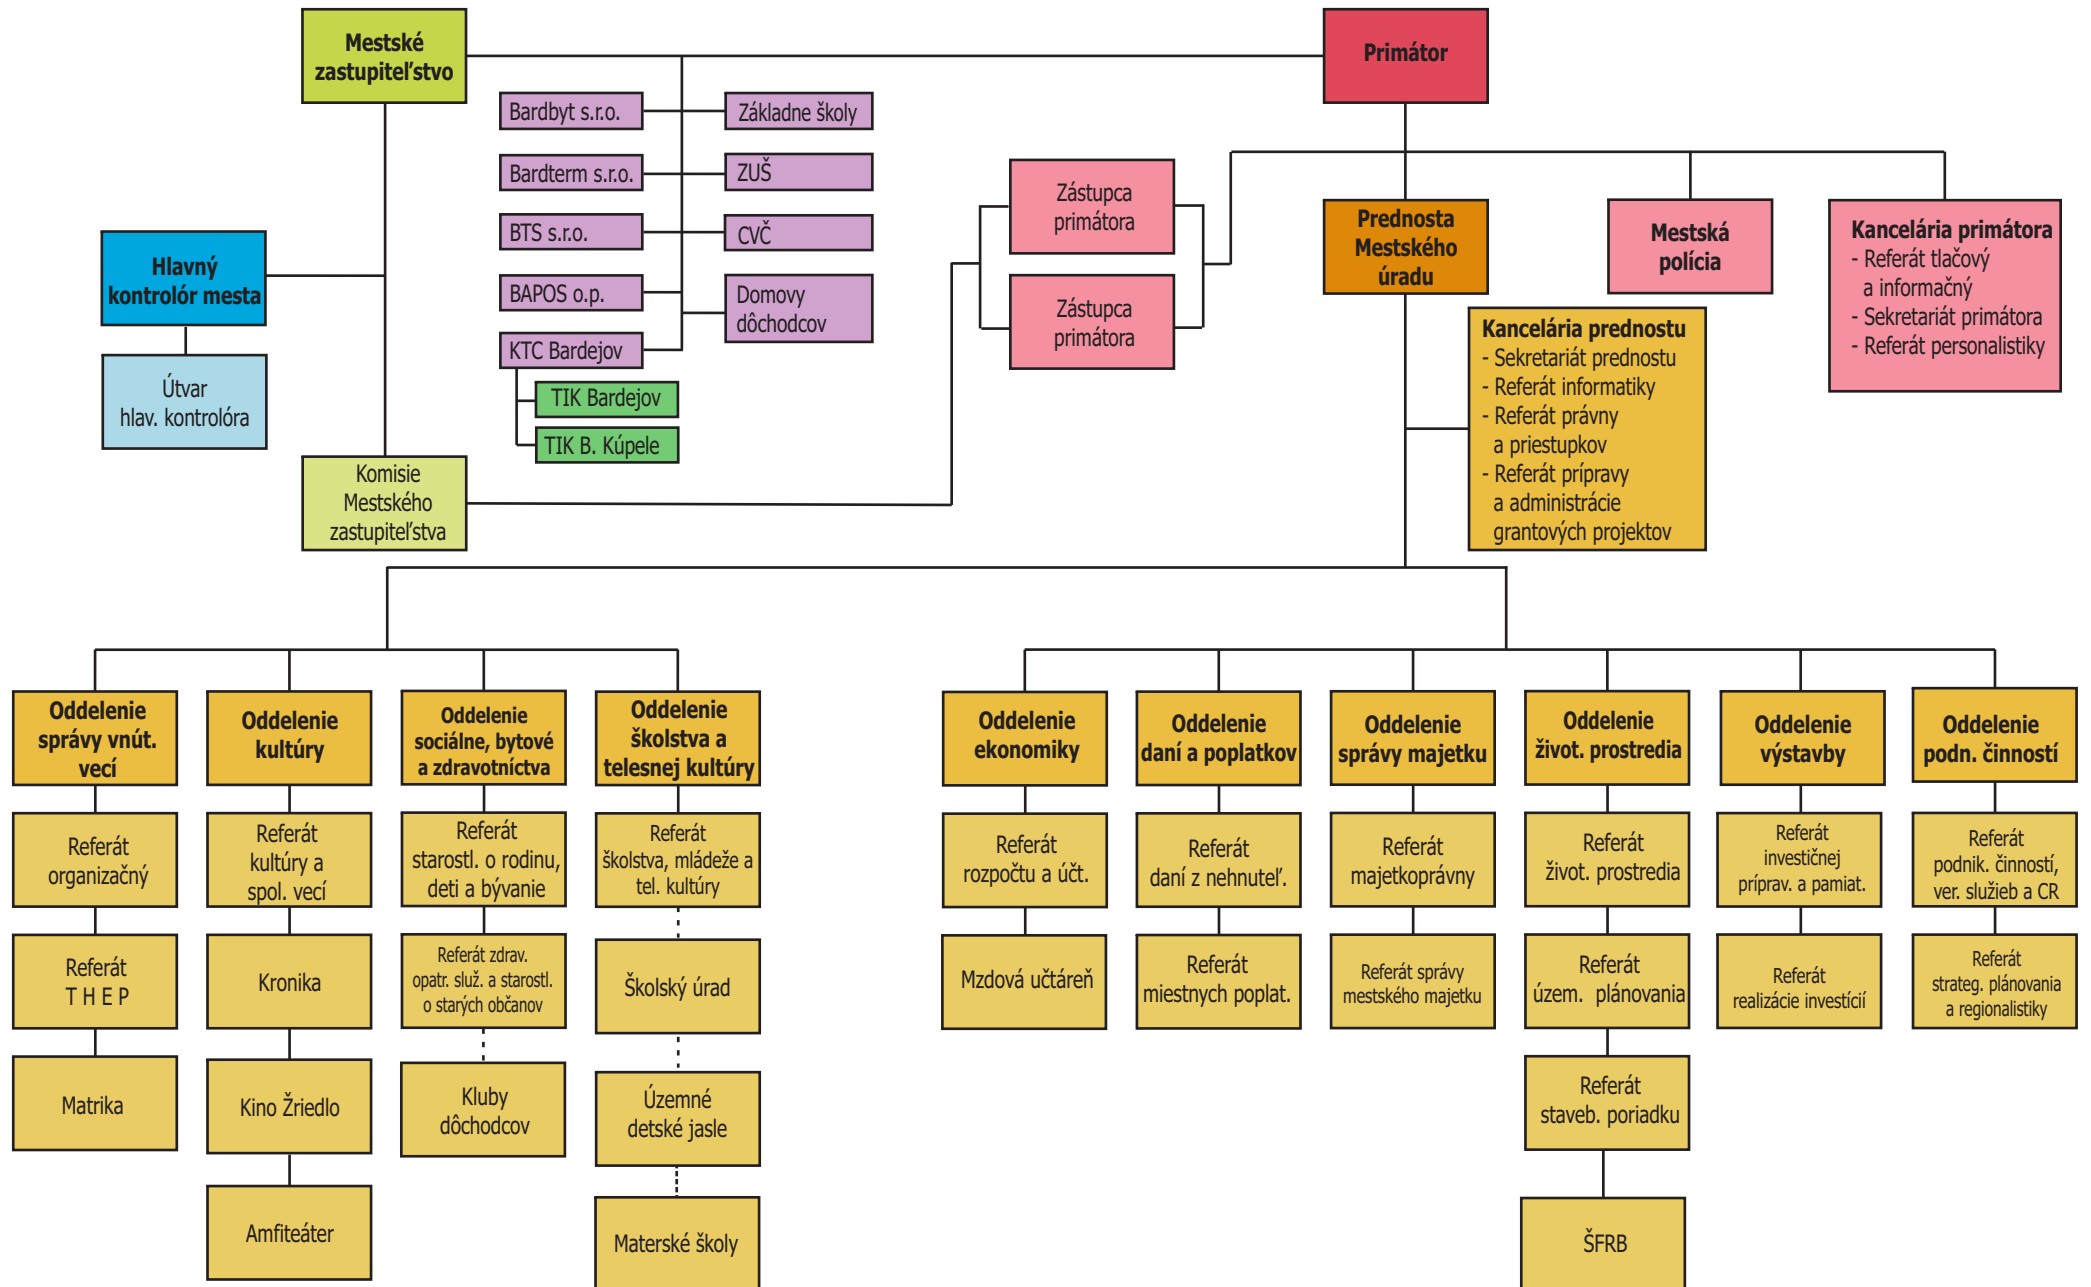 Mestské
zastupiteľstvo
Primátor
Bardbyt s.r.o.
Základne školy
Bardterm s.r.o.
ZUŠ
BTS s.r.o.
CVČ
BAPOS o.p.
Domovy
dôchodcov
KTC Bardejov
TIK Bardejov
TIK B. Kúpele
Zástupca
primátora
Zástupca
primátora
Prednosta
Mestského
úradu
Mestská
polícia
Kancelária primátora
- Referát tlačový
a informačný
- Sekretariát primátora
- Referát personalistiky
Hlavný
kontrolór mesta
Útvar
hlav. kontrolóra
Kancelária prednostu
- Sekretariát prednostu
- Referát informatiky
- Referát právny
a priestupkov
- Referát prípravy
a administrácie
grantových projektov
Komisie
Mestského
zastupiteľstva
Oddelenie
správy vnút.
vecí
Oddelenie
kultúry
Oddelenie
sociálne, bytové
a zdravotníctva
Oddelenie
školstva a
telesnej kultúry
Oddelenie
ekonomiky
Oddelenie
daní a poplatkov
Oddelenie
správy majetku
Oddelenie
život. prostredia
Oddelenie
výstavby
Oddelenie
podn. činností
Referát
organizačný
Referát
kultúry a
spol. vecí
Referát
starostl. o rodinu,
deti a bývanie
Referát
školstva, mládeže a
tel. kultúry
Referát
rozpočtu a účt.
Referát
daní z nehnuteľ.
Referát
majetkoprávny
Referát
život. prostredia
Referát
investičnej
príprav. a pamiat.
Referát
podnik. činností,
ver. služieb a CR
Referát
T H E P
Kronika
Referát zdrav.
opatr. služ. a starostl.
o starých občanov
Školský úrad
Mzdová učtáreň
Referát
miestnych poplat.
Referát správy
mestského majetku
Referát
územ. plánovania
Referát
realizácie investícií
Referát
strateg. plánovania
a regionalistiky
Matrika
Kino Žriedlo
Kluby
dôchodcov
Územné
detské jasle
Referát
staveb. poriadku
Amfiteáter
Materské školy
ŠFRB